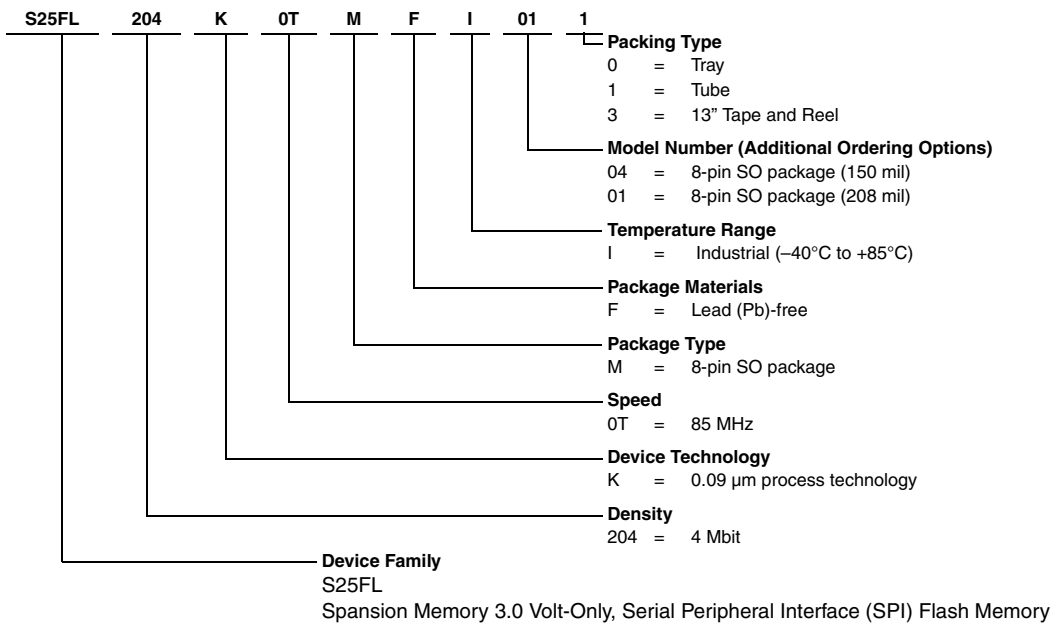 S25FL 204 K 0T M F I 01 1
Packing Type
0 = Tray
1 = Tube
3 = 13” Tape and Reel
Model Number (Additional Ordering Options)
04 = 8-pin SO package (150 mil)
01 = 8-pin SO package (208 mil)
Temperature Range
I = Industrial (–40°C to +85°C)
Package Materials
F = Lead (Pb)-free
Package Type
M = 8-pin SO package
Speed
0T = 85 MHz
Device Technology
K = 0.09 µm process technology
Density
204 = 4 Mbit
Device Family
S25FL
Spansion Memory 3.0 Volt-Only, Serial Peripheral Interface (SPI) Flash Memory